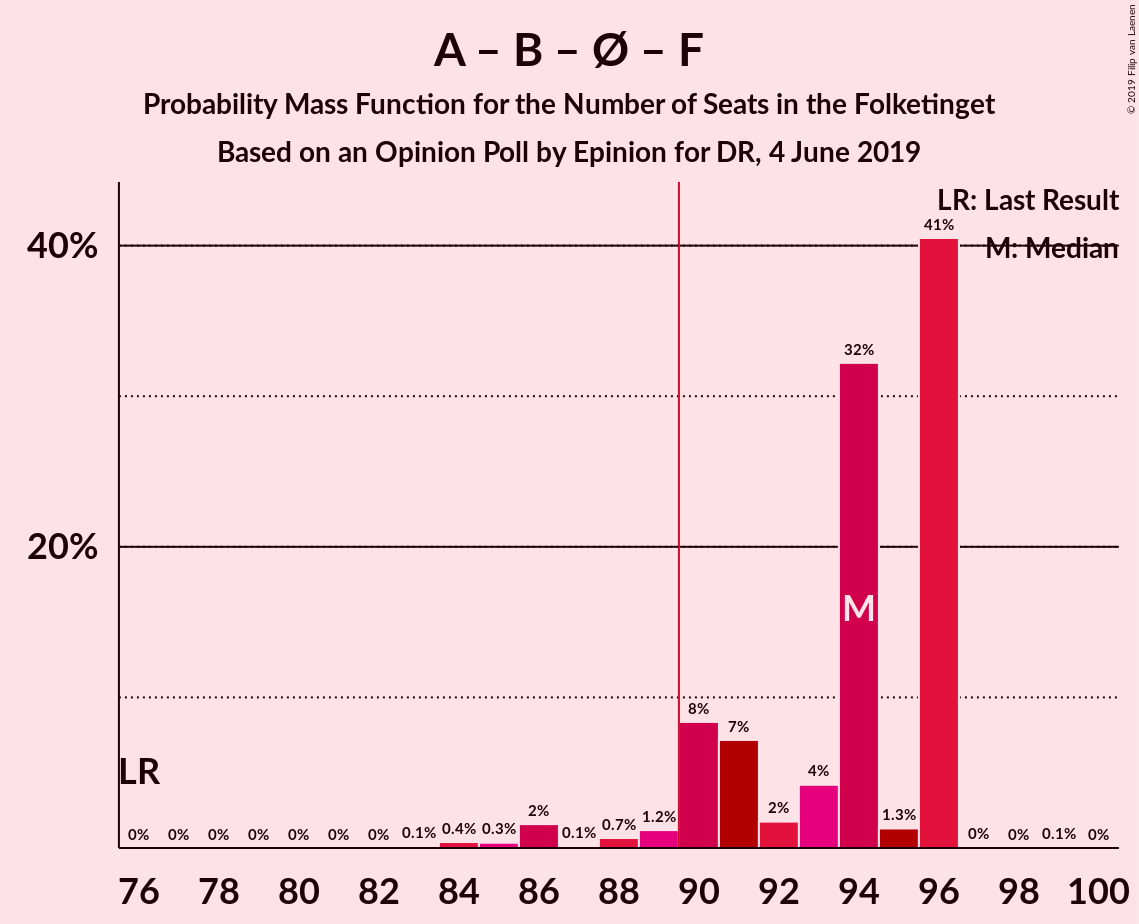 A – B – Ø – F
Probability Mass Function for the Number of Seats in the Folketinget
Based on an Opinion Poll by Epinion for DR, 4 June 2019
© 2019 Filip van Laenen
LR: Last Result
M: Median
40%
20%
41%
32%
M
8%
7%
4%
LR
0% 0% 0% 0% 0% 0% 0% 0.1% 0.4% 0.3% 2% 0.1% 0.7% 1.2% 2% 1.3% 0% 0% 0.1% 0%
76 78 80 82 84 86 88 90 92 94 96 98 100